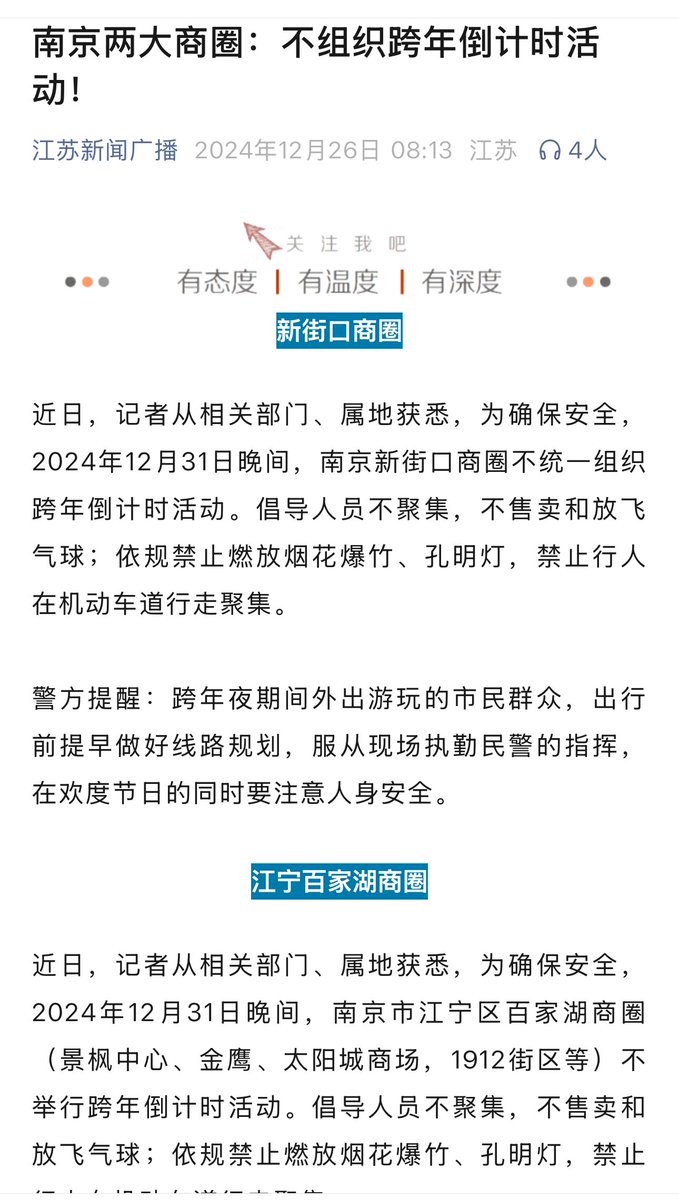 南京两大商圈：不组织跨年倒计时活
动！
江苏新闻广播 2024年12月26日 08:13 江苏 4人
关注我吧
有态度 | 有温度 | 有深度
新街口商圈
近日，记者从相关部门、属地获悉，为确保安全，
2024年12月31日晚间，南京新街口商圈不统一组织
跨年倒计时活动。倡导人员不聚集，不售卖和放飞
气球；依规禁止燃放烟花爆竹、孔明灯，禁止行人
在机动车道行走聚集。
警方提醒：跨年夜期间外出游玩的市民群众，出行
前提早做好线路规划，服从现场执勤民警的指挥，
在欢度节日的同时要注意人身安全。
江宁百家湖商圈
近日，记者从相关部门、属地获悉，为确保安全，
2024年12月31日晚间，南京市江宁区百家湖商圈
（景枫中心、金鹰、太阳城商场，1912街区等）不
举行跨年倒计时活动。倡导人员不聚集，不售卖和
放飞气球；依规禁止燃放烟花爆竹、孔明灯，禁止